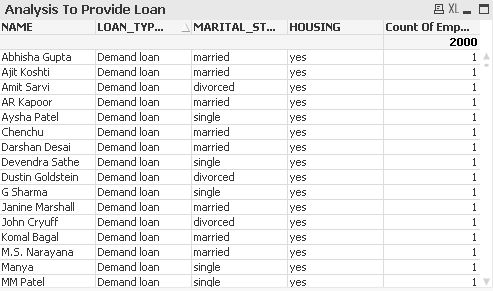 Analysis To Provide Loan XL
NAME LOAN_TYP... MARITAL_ST... HOUSING Count Of Emp...
2000
Abhisha Gupta Demand loan married yes 1
Ajit Koshti Demand loan married yes 1
Amit Sarvi Demand loan divorced yes 1
AR Kapoor Demand loan married yes 1
Aysha Patel Demand loan single yes 1
Chenchu Demand loan married yes 1
Darshan Desai Demand loan married yes 1
Devendra Sathe Demand loan single yes 1
Dustin Goldstein Demand loan divorced yes 1
G Sharma Demand loan single yes 1
Janine Marshall Demand loan married yes 1
John Cryuff Demand loan divorced yes 1
Komal Bagal Demand loan married yes 1
M.S. Narayana Demand loan married yes 1
Manya Demand loan single yes 1
MM Patel Demand loan single yes 1